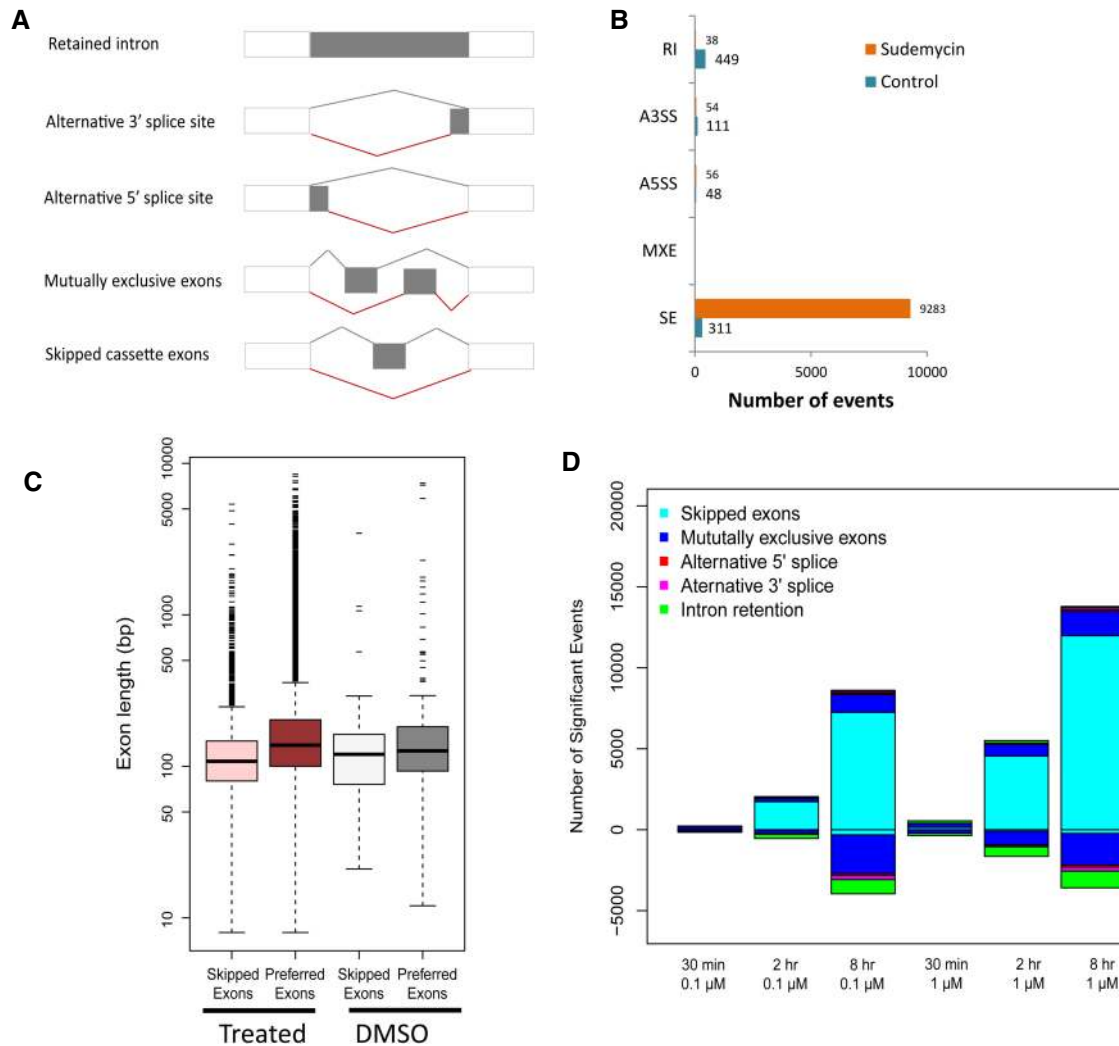 A
Retained intron
Alternative 3' splice site
Alternative 5' splice site
Mutually exclusive exons
Skipped cassette exons
B
RI
A3SS
A5SS
MXE
SE
38
449
54
111
56
48
9283
311
Sudemycin
Control
0
5000
10000
Number of events
C
Exon length (bp)
10000
5000
1000
500
100
50
10
Skipped Exons
Preferred Exons
Skipped Exons
Preferred Exons
Treated
DMSO
D
Number of Significant Events
20000
15000
10000
5000
0
−5000
Skipped exons
Mututally exclusive exons
Alternative 5' splice
Aternative 3' splice
Intron retention
30 min
0.1 µM
2 hr
0.1 µM
8 hr
0.1 µM
30 min
1 µM
2 hr
1 µM
8 hr
1 µM